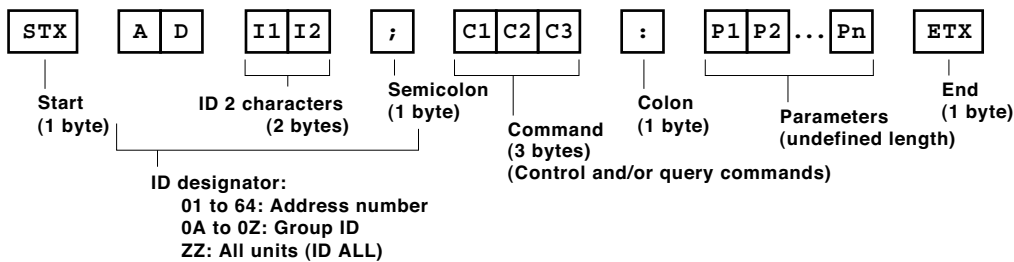 STX A D I1 I2 ; C1 C2 C3 : P1 P2 ... Pn ETX
Start
(1 byte)
ID 2 characters
(2 bytes)
Semicolon
(1 byte)
Command
(3 bytes)
(Control and/or query commands)
Colon
(1 byte)
Parameters
(undefined length)
End
(1 byte)
ID designator:
01 to 64: Address number
0A to 0Z: Group ID
ZZ: All units (ID ALL)